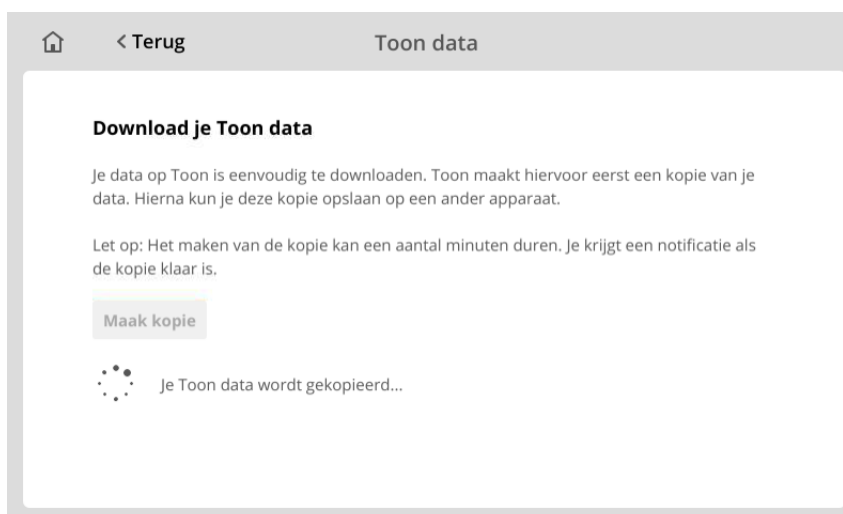 < Terug
Toon data
Download je Toon data
Je data op Toon is eenvoudig te downloaden. Toon maakt hiervoor eerst een kopie van je
data. Hierna kun je deze kopie opslaan op een ander apparaat.
Let op: Het maken van de kopie kan een aantal minuten duren. Je krijgt een notificatie als
de kopie klaar is.
Maak kopie
Je Toon data wordt gekopieerd...